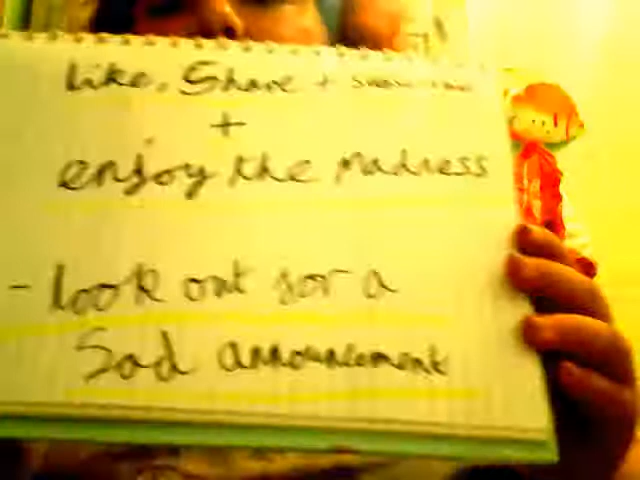 Like, Share +
+
enjoy the madness
- look out for a
Sad announcement